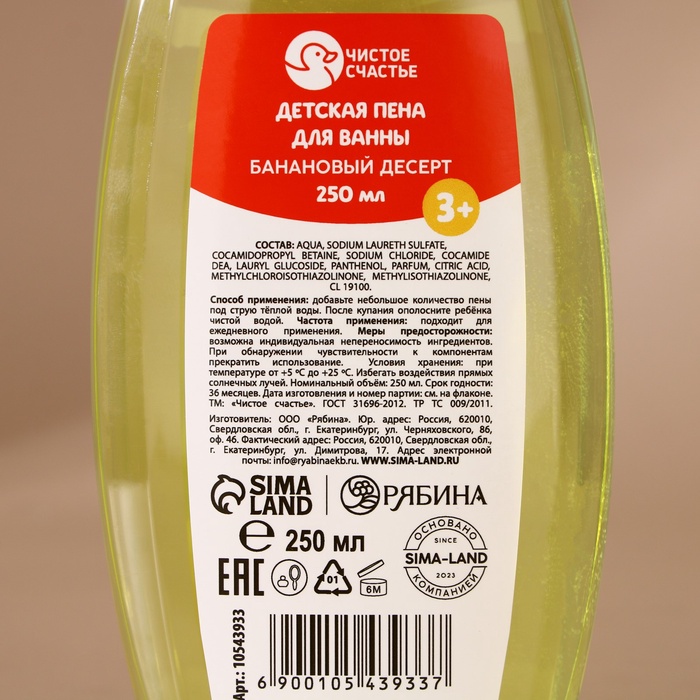 ЧИСТОЕ
СЧАСТЬЕ
ДЕТСКАЯ ПЕНА
ДЛЯ ВАННЫ
БАНАНОВЫЙ ДЕСЕРТ
250 мл
3+
СОСТАВ: AQUA, SODIUM LAURETH SULFATE,
COCAMIDOPROPYL BETAINE, SODIUM CHLORIDE, COCAMIDE
DEA, LAURYL GLUCOSIDE, PANTHENOL, PARFUM, CITRIC ACID,
METHYLCHLOROISOTHIAZOLINONE, METHYLISOTHIAZOLINONE,
CL 19100.
Способ применения: добавьте небольшое количество пены
под струю тёплой воды. После купания ополосните ребёнка
чистой водой. Частота применения: подходит для
ежедневного применения. Меры предосторожности:
возможна индивидуальная непереносимость ингредиентов.
При обнаружении чувствительности к компонентам
прекратить использование. Условия хранения: при
температуре от +5 ºC до +25 ºC. Избегать воздействия прямых
солнечных лучей. Номинальный объём: 250 мл. Срок годности:
36 месяцев. Дата изготовления и номер партии: см. на флаконе.
ТМ: «Чистое счастье». ГОСТ 31696-2012. ТР ТС 009/2011.
Изготовитель: ООО «Рябина». Юр. адрес: Россия, 620010,
Свердловская обл., г. Екатеринбург, ул. Черняховского, 86,
оф. 46. Фактический адрес: Россия, 620010, Свердловская обл.,
г. Екатеринбург, ул. Димитрова, 17. Адрес электронной
почты: info@ryabinaekb.ru. WWW.SIMA-LAND.RU
SIMA
LAND
РЯБИНА
℮ 250 мл
ОСНОВАНО
SINCE
SIMA-LAND
2023
КОМПАНИЕЙ
EAC
01
6M
Арт.: 10543933
6 900105 439337